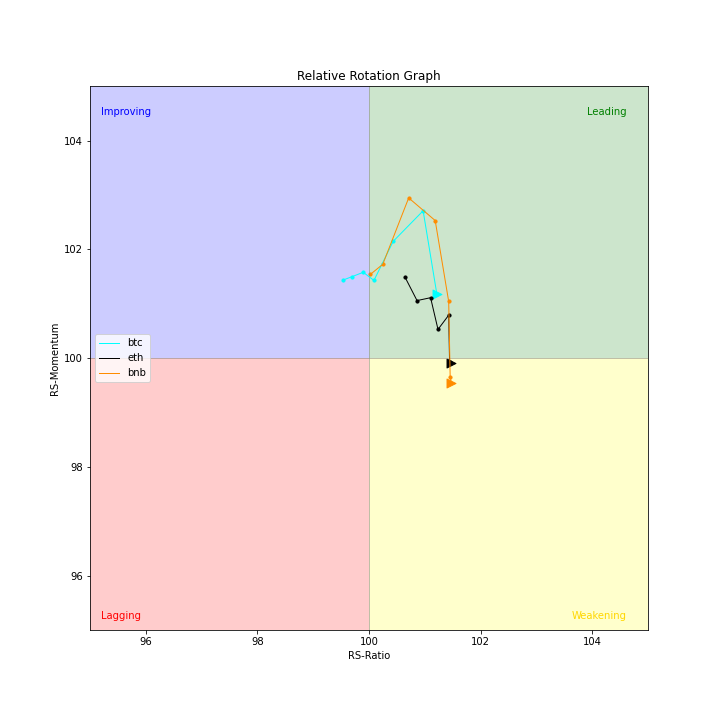 Relative Rotation Graph
Improving
Leading
104
102
100
98
96
RS-Momentum
btc
eth
bnb
Lagging
Weakening
96
98
100
102
104
RS-Ratio